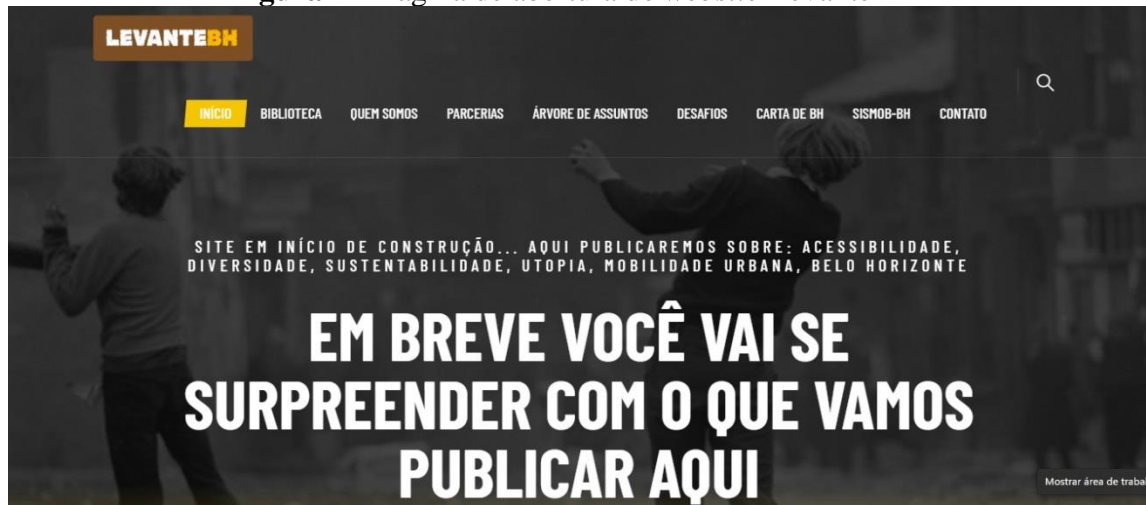 LEVANTEBH
INÍCIO BIBLIOTECA QUEM SOMOS PARCERIAS ÁRVORE DE ASSUNTOS DESAFIOS CARTA DE BH SISMOB-BH CONTATO
SITE EM INÍCIO DE CONSTRUÇÃO... AQUI PUBLICAREMOS SOBRE: ACESSIBILIDADE,
DIVERSIDADE, SUSTENTABILIDADE, UTOPIA, MOBILIDADE URBANA, BELO HORIZONTE
EM BREVE VOCÊ VAI SE
SURPREENDER COM O QUE VAMOS
PUBLICAR AQUI
Mostrar área de trabal